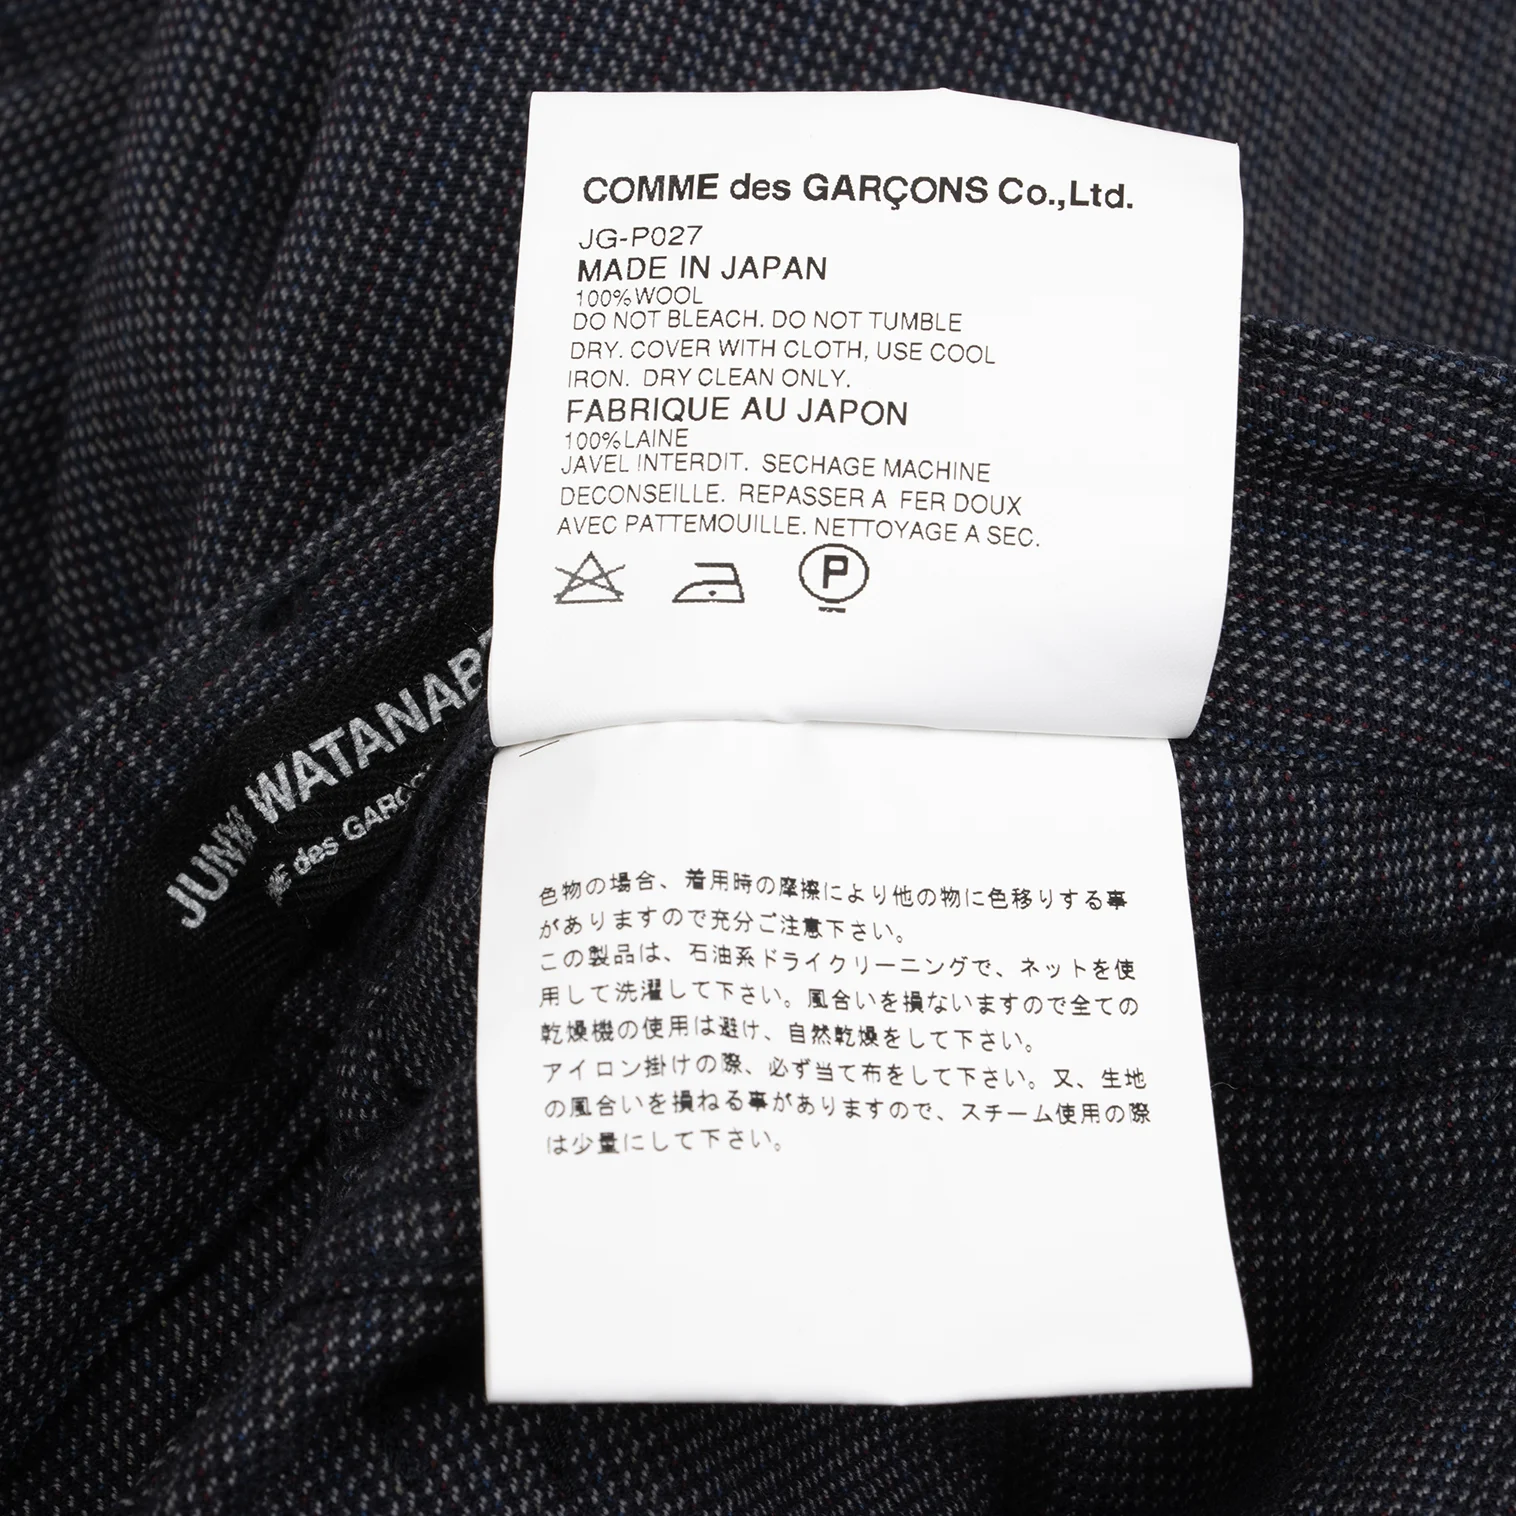 COMME des GARÇONS Co.,Ltd.
JG-P027
MADE IN JAPAN
100%WOOL
DO NOT BLEACH. DO NOT TUMBLE
DRY. COVER WITH CLOTH, USE COOL
IRON. DRY CLEAN ONLY.
FABRIQUE AU JAPON
100%LAINE
JAVEL INTERDIT. SECHAGE MACHINE
DECONSEILLE. REPASSER A FER DOUX
AVEC PATTEMOUILLE. NETTOYAGE A SEC.
P
JUNYA WATANAB
des GARÇ
色物の場合、着用時の摩擦により他の物に色移りする事
がありますので充分ご注意下さい。
この製品は、石油系ドライクリーニングで、ネットを使
用して洗濯して下さい。風合いを損ないますので全ての
乾燥機の使用は避け、自然乾燥をして下さい。
アイロン掛けの際、必ず当て布をして下さい。又、生地
の風合いを損ねる事がありますので、スチーム使用の際
は少量にして下さい。